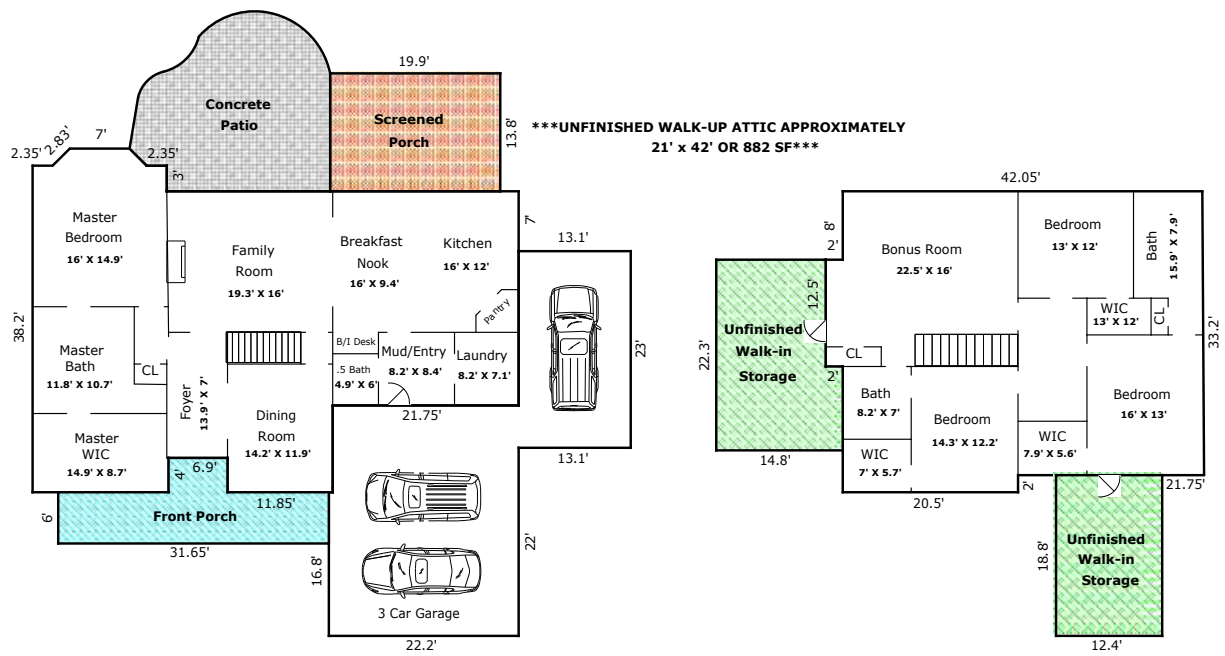 19.9'
Concrete
Patio
Screened
Porch
13.8'
***UNFINISHED WALK-UP ATTIC APPROXIMATELY
21' x 42' OR 882 SF***
2.35'
2.83'
7'
2.35'
3'
Master
Bedroom
16' X 14.9'
Family
Room
19.3' X 16'
Breakfast
Nook
16' X 9.4'
Kitchen
16' X 12'
7'
13.1'
Pantry
38.2'
Master
Bath
11.8' X 10.7'
CL
B/I Desk
.5 Bath
4.9' X 6'
Mud/Entry
8.2' X 8.4'
Laundry
8.2' X 7.1'
23'
Foyer
13.9' X 7'
Dining
Room
14.2' X 11.9'
21.75'
Master
WIC
14.9' X 8.7'
13.1'
6.9'
4'
11.85'
6'
Front Porch
31.65'
16.8'
22'
3 Car Garage
22.2'
42.05'
8'
2'
Bonus Room
22.5' X 16'
Bedroom
13' X 12'
Bath
15.9' X 7.9'
12.5'
WIC
13' X 12'
CL
33.2'
22.3'
Unfinished
Walk-in
Storage
CL
2'
Bath
8.2' X 7'
Bedroom
14.3' X 12.2'
Bedroom
16' X 13'
WIC
7.9' X 5.6'
WIC
7' X 5.7'
14.8'
20.5'
2'
21.75'
18.8'
Unfinished
Walk-in
Storage
12.4'